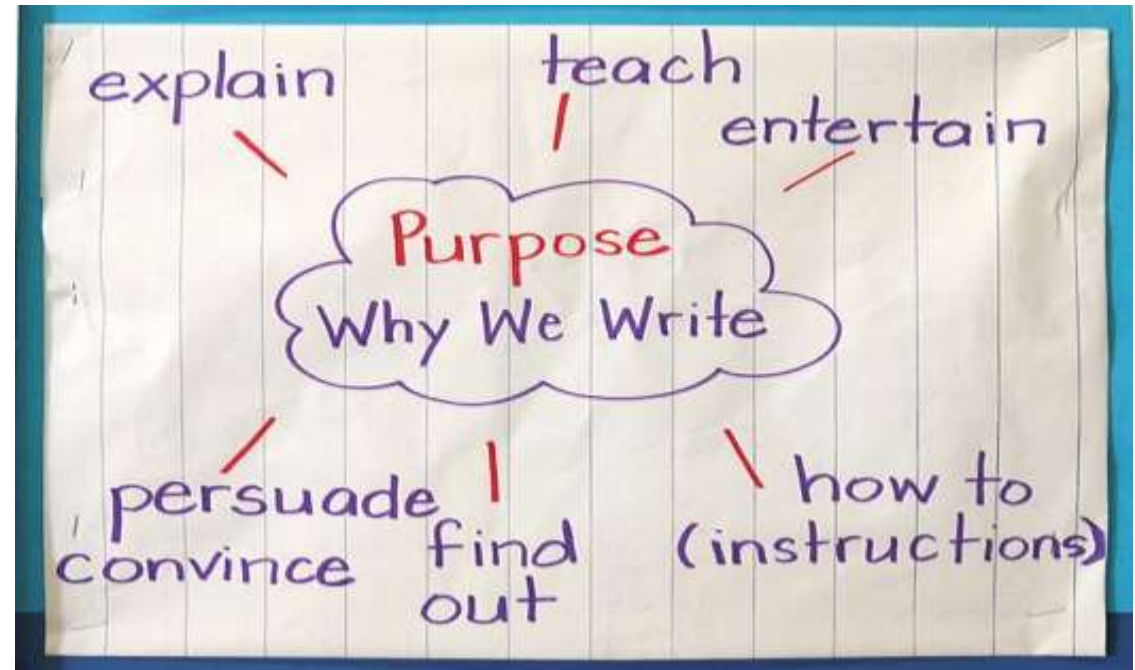 explain
teach
entertain
Purpose
Why We Write
persuade
convince
find
out
how to
(instructions)